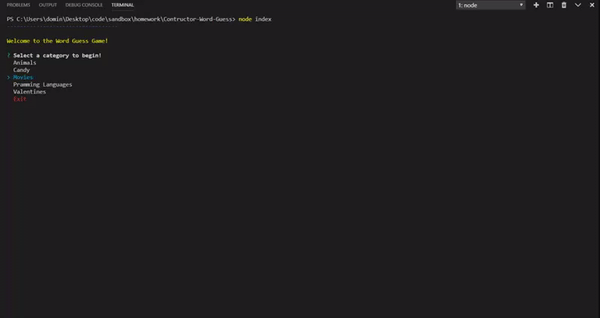 PROBLEMS OUTPUT DEBUG CONSOLE TERMINAL 1: node
PS C:\Users\domin\Desktop\code\sandbox\homework\Contructor-Word-Guess> node index
Welcome to the Word Guess Game!
? Select a category to begin!
Animals
Candy
> Movies
Pramming Languages
Valentines
Exit